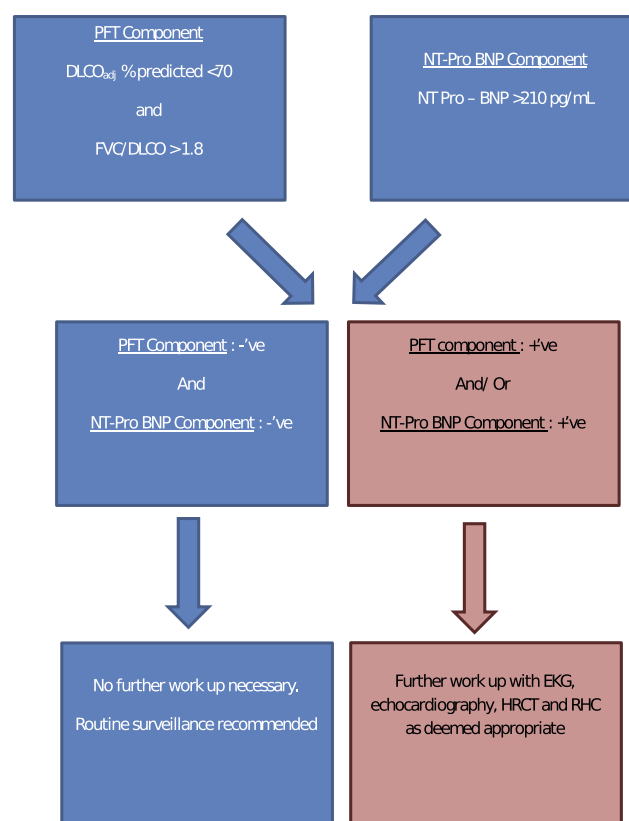 PFT Component
DLCOadj % predicted <70
and
FVC/DLCO >1.8
NT-Pro BNP Component
NT Pro – BNP >210 pg/mL
PFT Component : -'ve
And
NT-Pro BNP Component : -'ve
PFT component : +'ve
And/ Or
NT-Pro BNP Component : +'ve
No further work up necessary.
Routine surveillance recommended
Further work up with EKG,
echocardiography, HRCT and RHC
as deemed appropriate